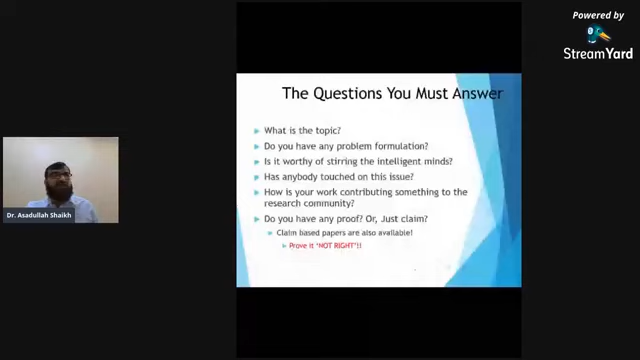 Powered by
StreamYard
The Questions You Must Answer
What is the topic?
Do you have any problem formulation?
Is it worthy of stirring the intelligent minds?
Has anybody touched on this issue?
How is your work contributing something to the
research community?
Do you have any proof? Or, Just claim?
Claim based papers are also available!
Prove it "NOT RIGHT"!!
Dr. Asadullah Shaikh